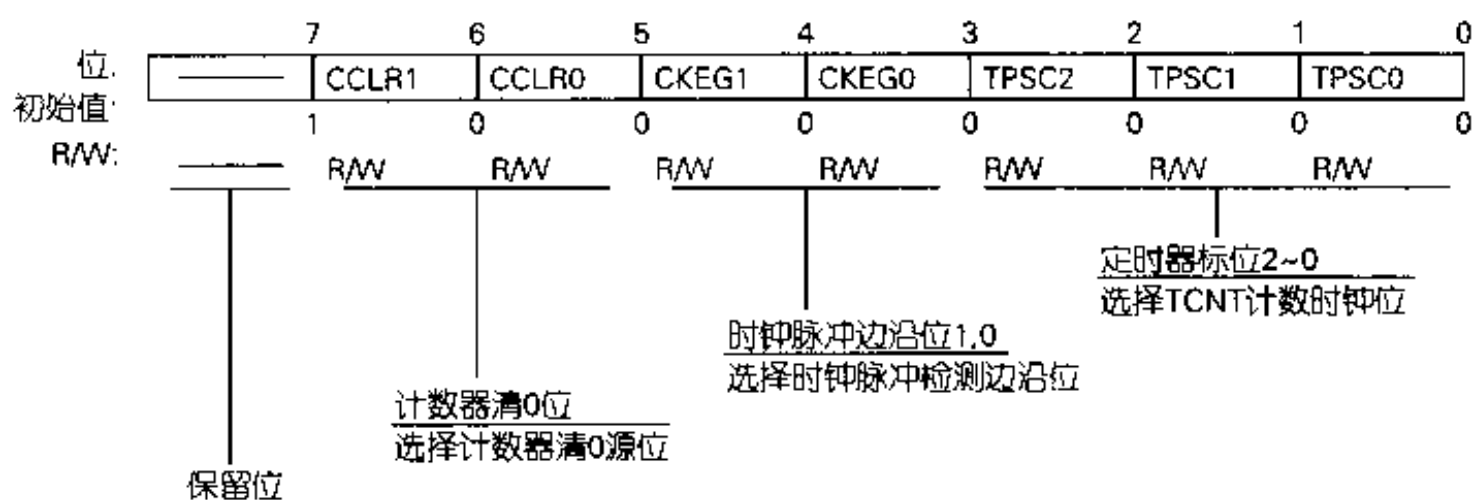 7 6 5 4 3 2 1 0
位: —— CCLR1 CCLR0 CKEG1 CKEG0 TPSC2 TPSC1 TPSC0
初始值: 1 0 0 0 0 0 0 0
R/W: —— R/W R/W R/W R/W R/W R/W R/W
定时器标位2~0
选择TCNT计数时钟位
时钟脉冲边沿位1,0
选择时钟脉冲检测边沿位
计数器清0位
选择计数器清0源位
保留位